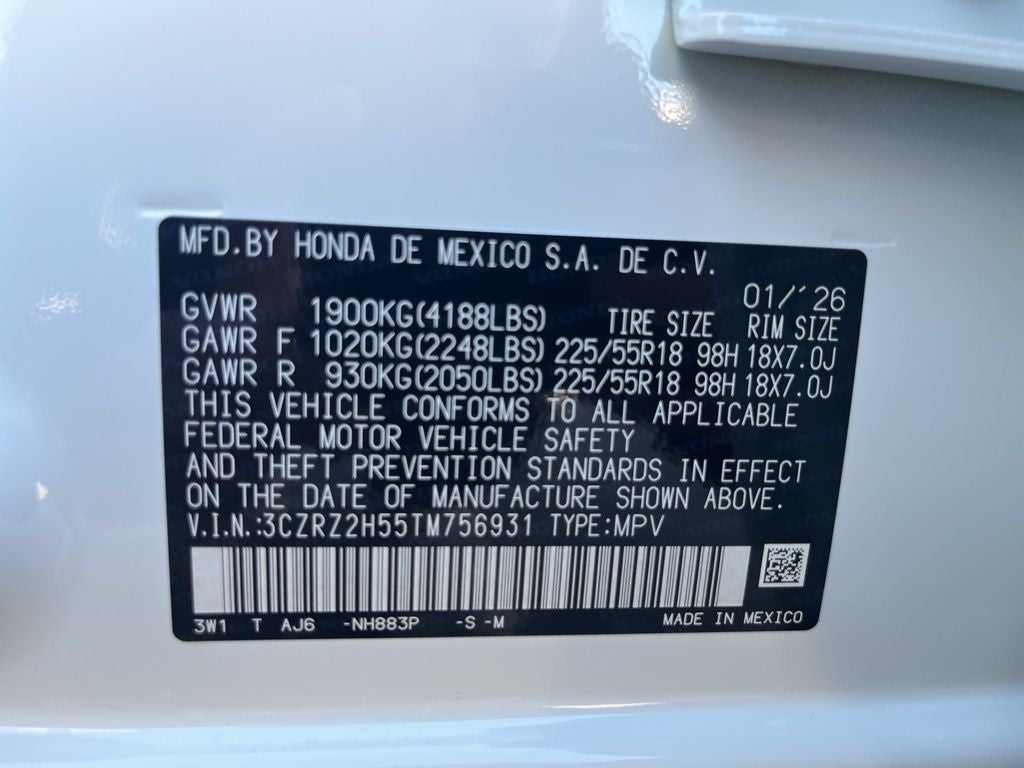 MFD.BY HONDA DE MEXICO S.A. DE C.V.
01/'26
GVWR 1900KG(4188LBS) TIRE SIZE RIM SIZE
GAWR F 1020KG(2248LBS) 225/55R18 98H 18X7.0J
GAWR R 930KG(2050LBS) 225/55R18 98H 18X7.0J
THIS VEHICLE CONFORMS TO ALL APPLICABLE
FEDERAL MOTOR VEHICLE SAFETY
AND THEFT PREVENTION STANDARDS IN EFFECT
ON THE DATE OF MANUFACTURE SHOWN ABOVE.
V.I.N.:3CZRZ2H55TM756931 TYPE:MPV
3W1 T AJ6 -NH883P -S -M MADE IN MEXICO